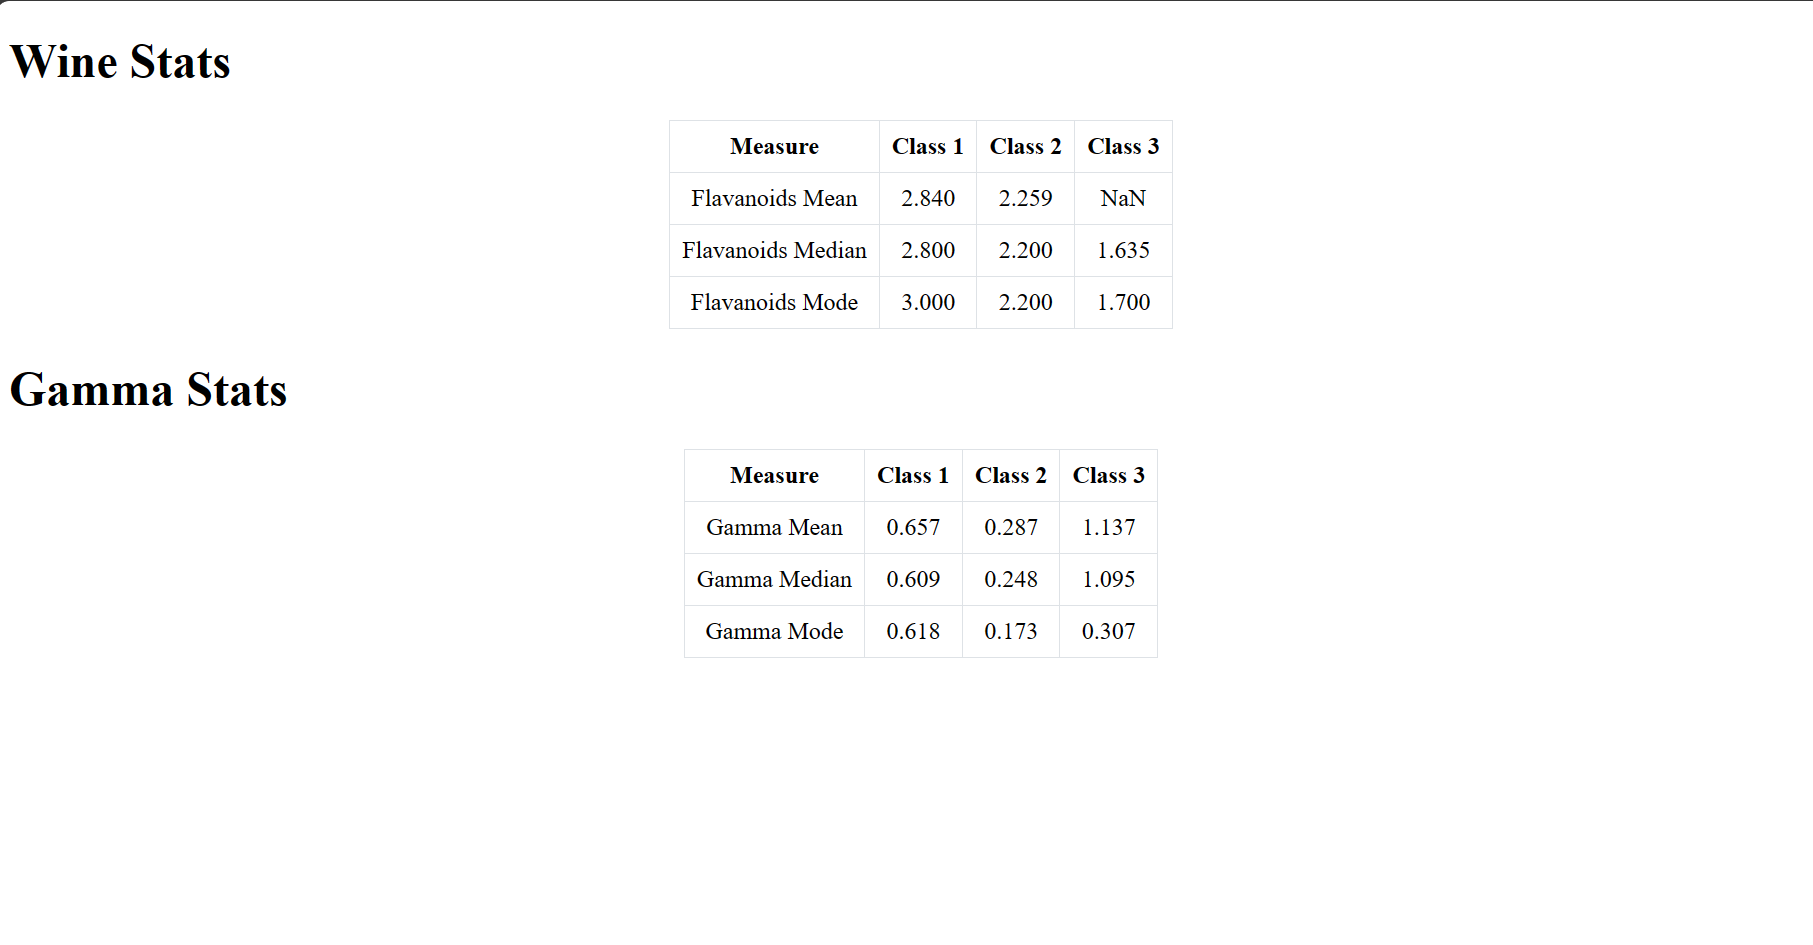 Wine Stats
Measure Class 1 Class 2 Class 3
Flavanoids Mean 2.840 2.259 NaN
Flavanoids Median 2.800 2.200 1.635
Flavanoids Mode 3.000 2.200 1.700
Gamma Stats
Measure Class 1 Class 2 Class 3
Gamma Mean 0.657 0.287 1.137
Gamma Median 0.609 0.248 1.095
Gamma Mode 0.618 0.173 0.307